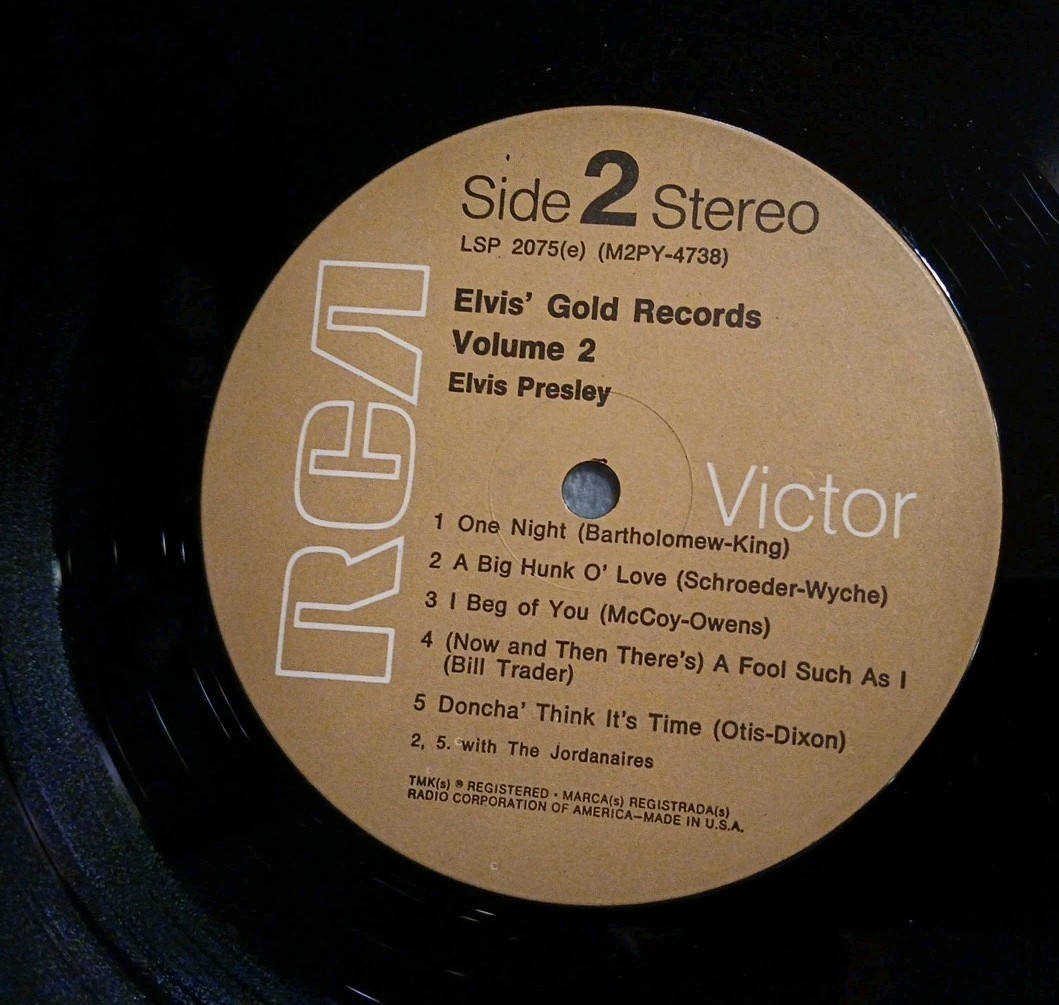 Side 2 Stereo
LSP 2075(e) (M2PY-4738)
Elvis' Gold Records
Volume 2
Elvis Presley
RCA
Victor
1 One Night (Bartholomew-King)
2 A Big Hunk O' Love (Schroeder-Wyche)
3 I Beg of You (McCoy-Owens)
4 (Now and Then There's) A Fool Such As I
(Bill Trader)
5 Doncha' Think It's Time (Otis-Dixon)
2, 5. with The Jordanaires
TMK(s) ® REGISTERED • MARCA(s) REGISTRADA(s)
RADIO CORPORATION OF AMERICA—MADE IN U.S.A.